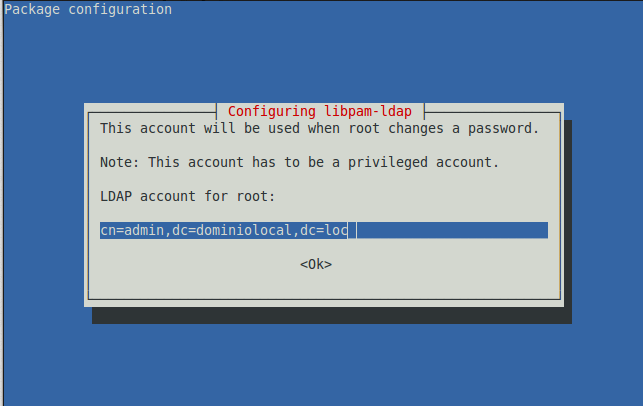 Package configuration
Configuring libpam-ldap
This account will be used when root changes a password.
Note: This account has to be a privileged account.
LDAP account for root:
cn=admin,dc=dominiolocal,dc=loc
<Ok>